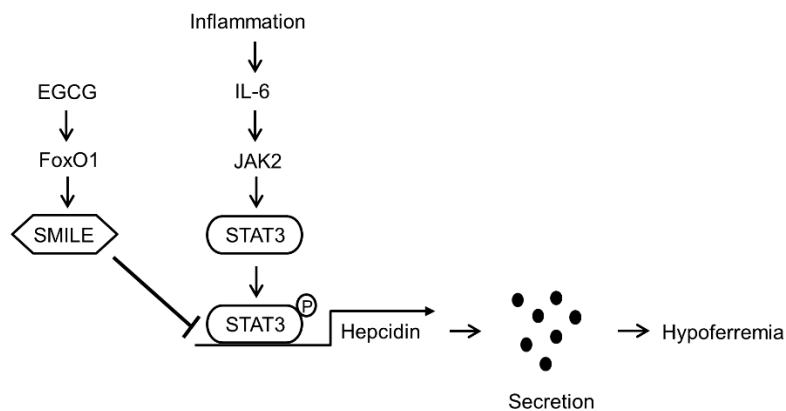 Inflammation
EGCG
IL-6
FoxO1
JAK2
SMILE
STAT3
STAT3
P
Hepcidin
Hypoferremia
Secretion